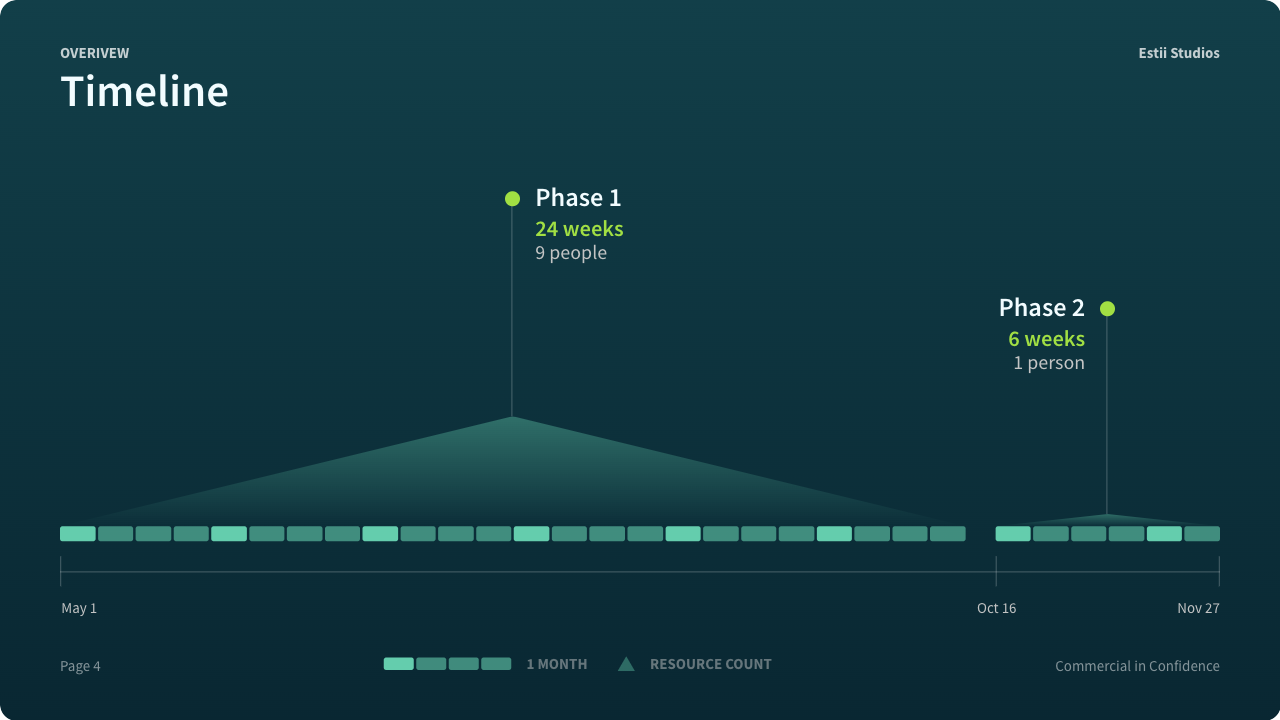 OVERIVEW
Estii Studios
Timeline
Phase 1
24 weeks
9 people
Phase 2
6 weeks
1 person
May 1
Oct 16
Nov 27
Page 4
1 MONTH
RESOURCE COUNT
Commercial in Confidence